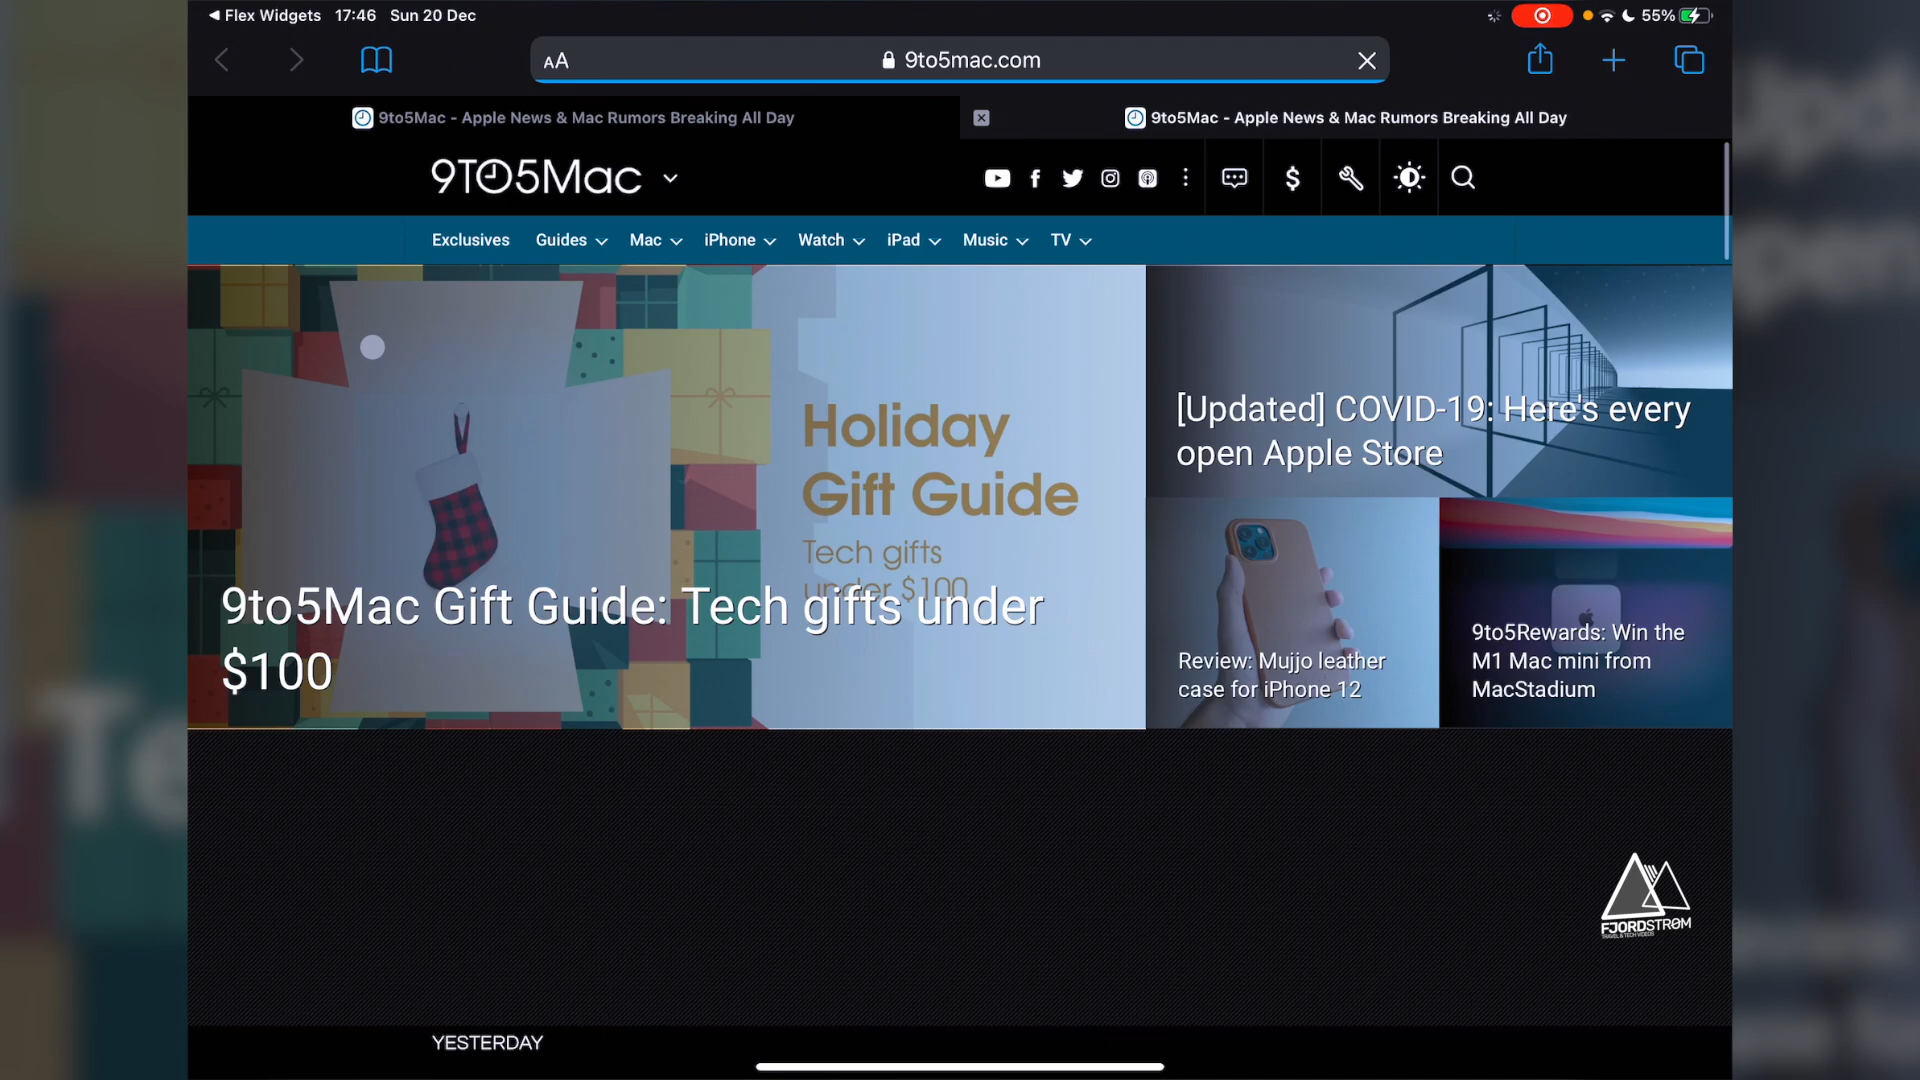 Flex Widgets 17:46 Sun 20 Dec
55%
AA
9to5mac.com
9to5Mac - Apple News & Mac Rumors Breaking All Day
9to5Mac - Apple News & Mac Rumors Breaking All Day
9TO5Mac
$
Exclusives Guides Mac iPhone Watch iPad Music TV
Holiday
Gift Guide
Tech gifts
under $100
9to5Mac Gift Guide: Tech gifts under
$100
[Updated] COVID-19: Here's every
open Apple Store
Review: Mujjo leather
case for iPhone 12
9to5Rewards: Win the
M1 Mac mini from
MacStadium
FJORDSTRØM
TRAVEL & TECH VIDEOS
YESTERDAY